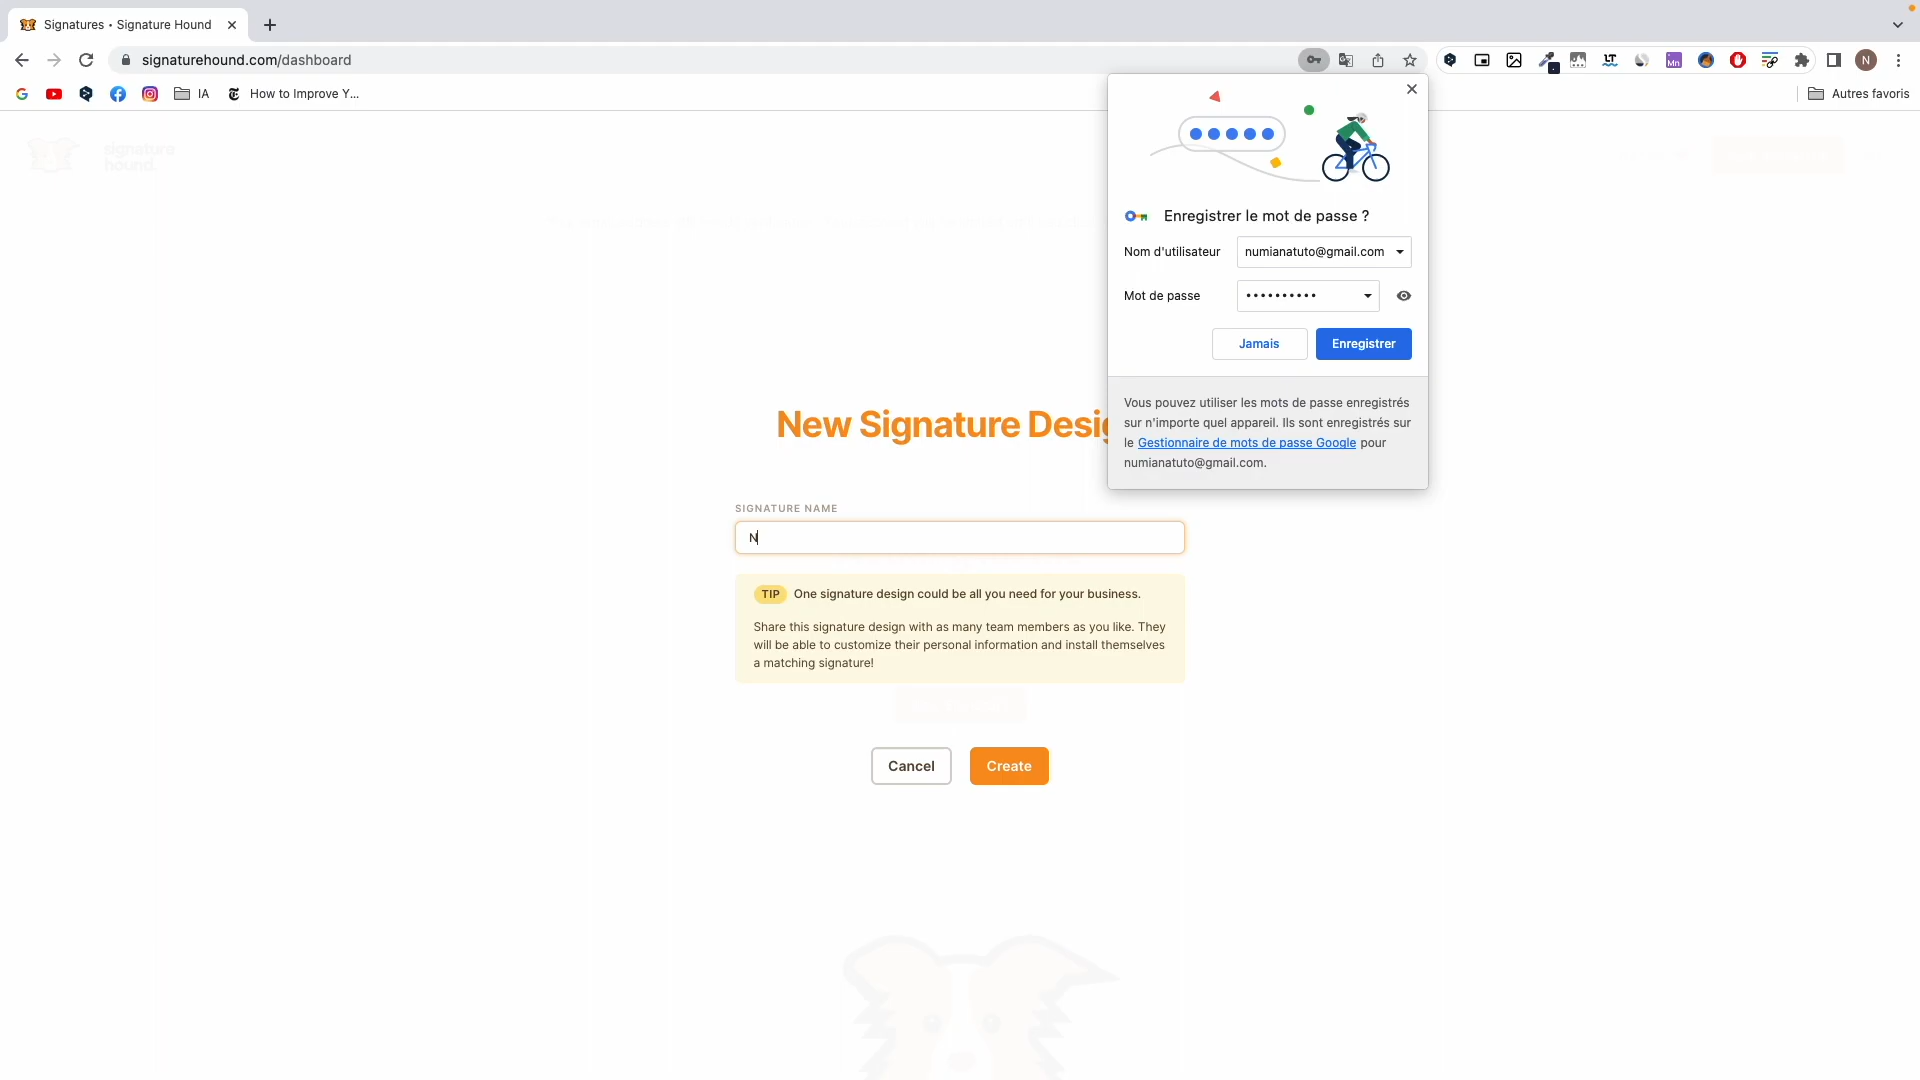 Signatures • Signature Hound
signaturehound.com/dashboard
IA
How to Improve Y...
Autres favoris
N
signature
hound.
Enregistrer le mot de passe ?
Nom d'utilisateur
numianatuto@gmail.com
Mot de passe
••••••••••
Jamais
Enregistrer
Vous pouvez utiliser les mots de passe enregistrés
sur n'importe quel appareil. Ils sont enregistrés sur
le Gestionnaire de mots de passe Google pour
numianatuto@gmail.com.
New Signature Desig
SIGNATURE NAME
N
TIP One signature design could be all you need for your business.
Share this signature design with as many team members as you like. They
will be able to customize their personal information and install themselves
a matching signature!
Cancel
Create